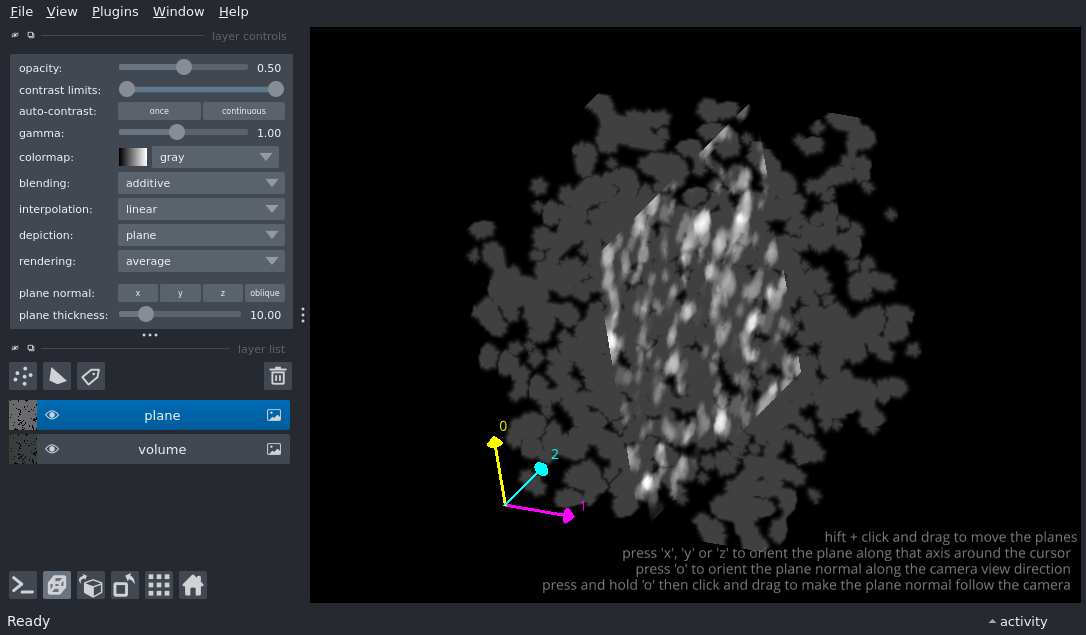 File View Plugins Window Help
layer controls
opacity: 0.50
contrast limits:
auto-contrast: once continuous
gamma: 1.00
colormap: gray
blending: additive
interpolation: linear
depiction: plane
rendering: average
plane normal: x y z oblique
plane thickness: 10.00
layer list
plane
volume
0
2
1
hift + click and drag to move the planes
press 'x', 'y' or 'z' to orient the plane along that axis around the cursor
press 'o' to orient the plane normal along the camera view direction
press and hold 'o' then click and drag to make the plane normal follow the camera
Ready
activity